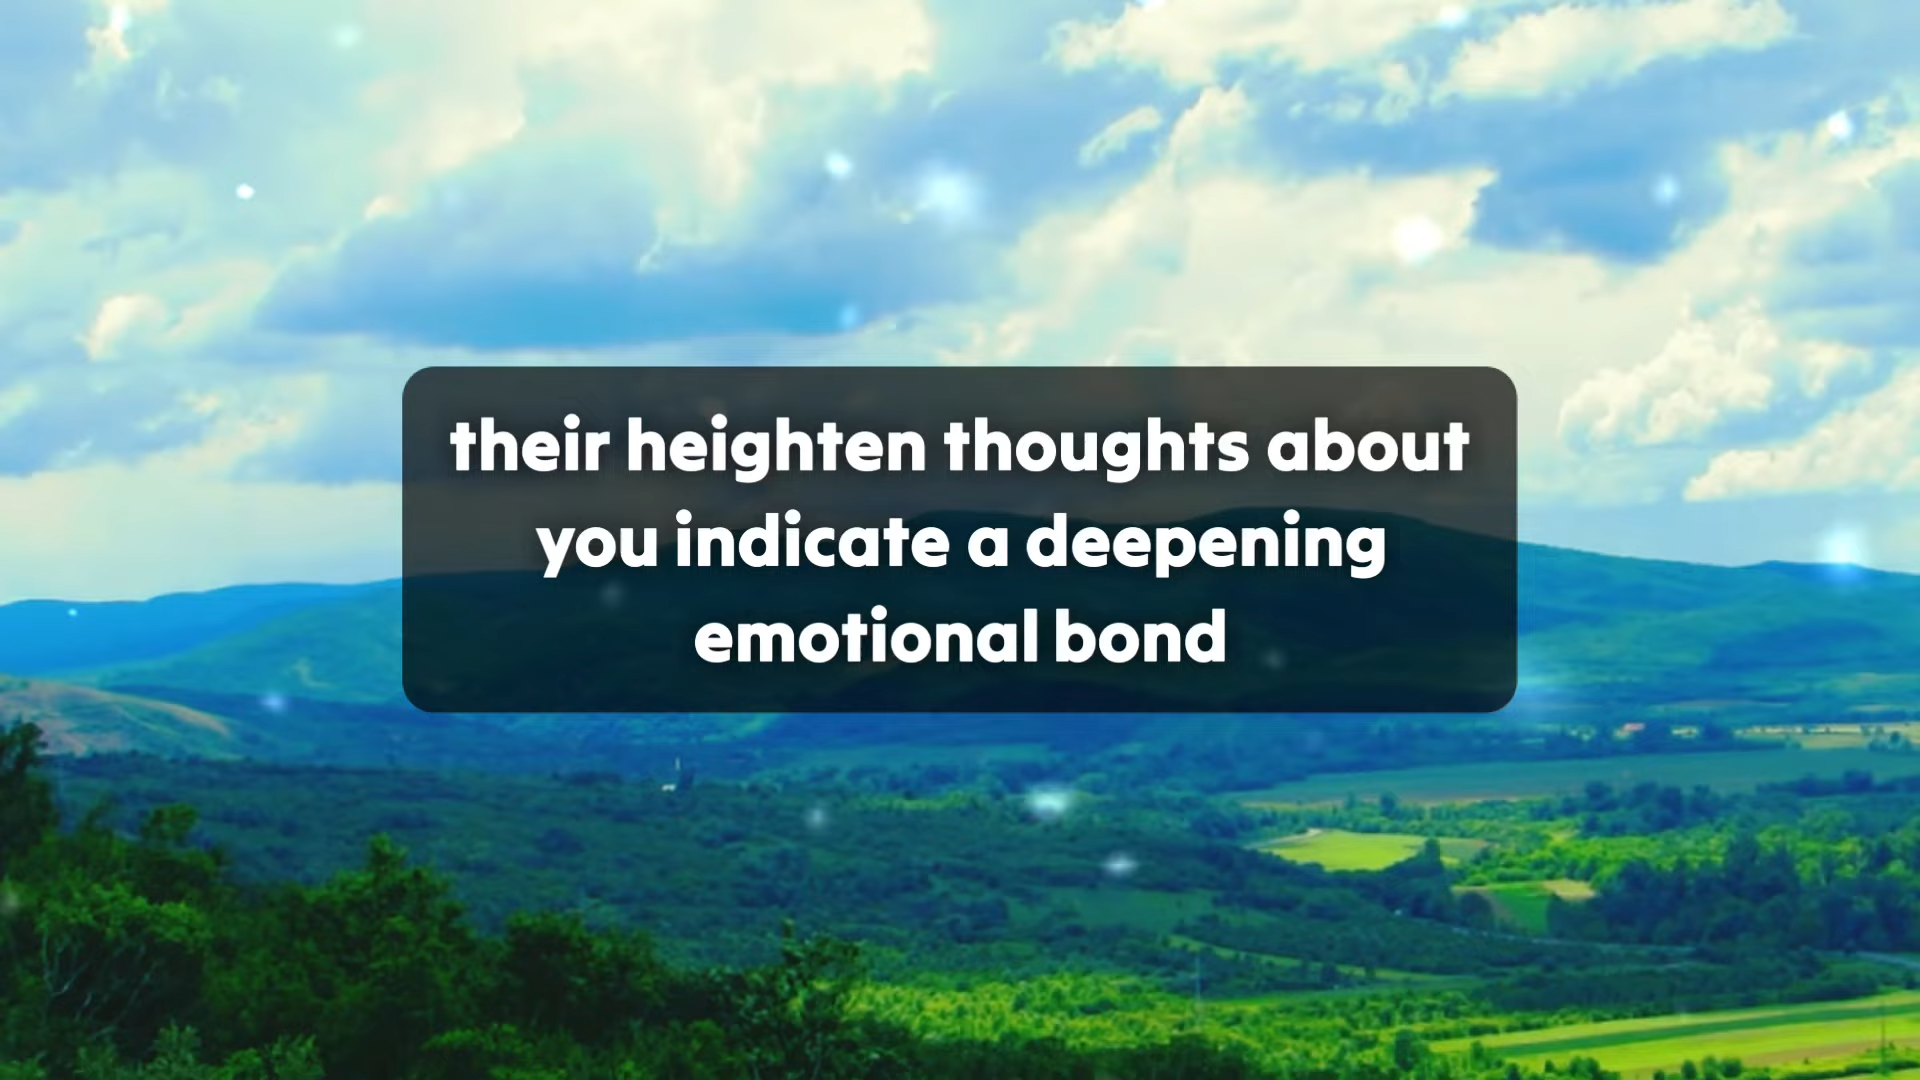 their heighten thoughts about
you indicate a deepening
emotional bond